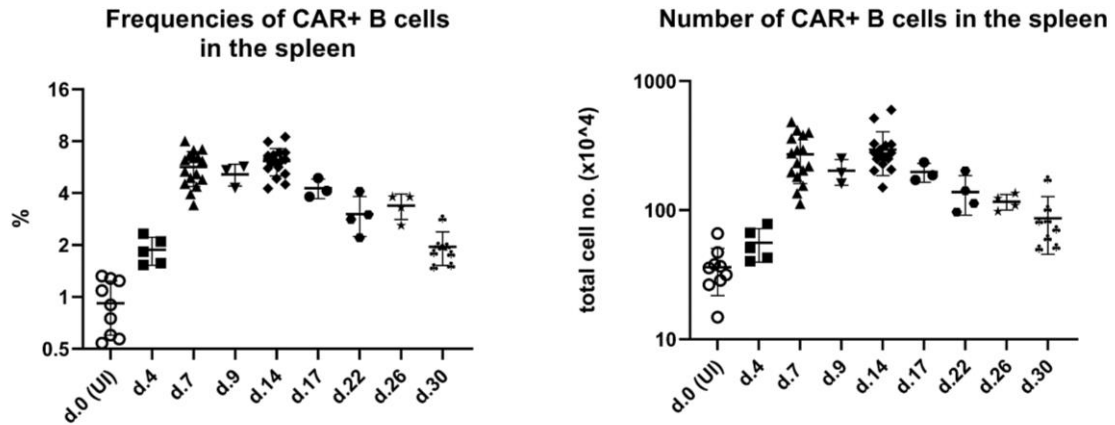 Frequencies of CAR+ B cells
in the spleen
%
16
8
4
2
1
0.5
d.0 (UI)
d.4
d.7
d.9
d.14
d.17
d.22
d.26
d.30
Number of CAR+ B cells in the spleen
total cell no. (x10^4)
1000
100
10
d.0 (UI)
d.4
d.7
d.9
d.14
d.17
d.22
d.26
d.30